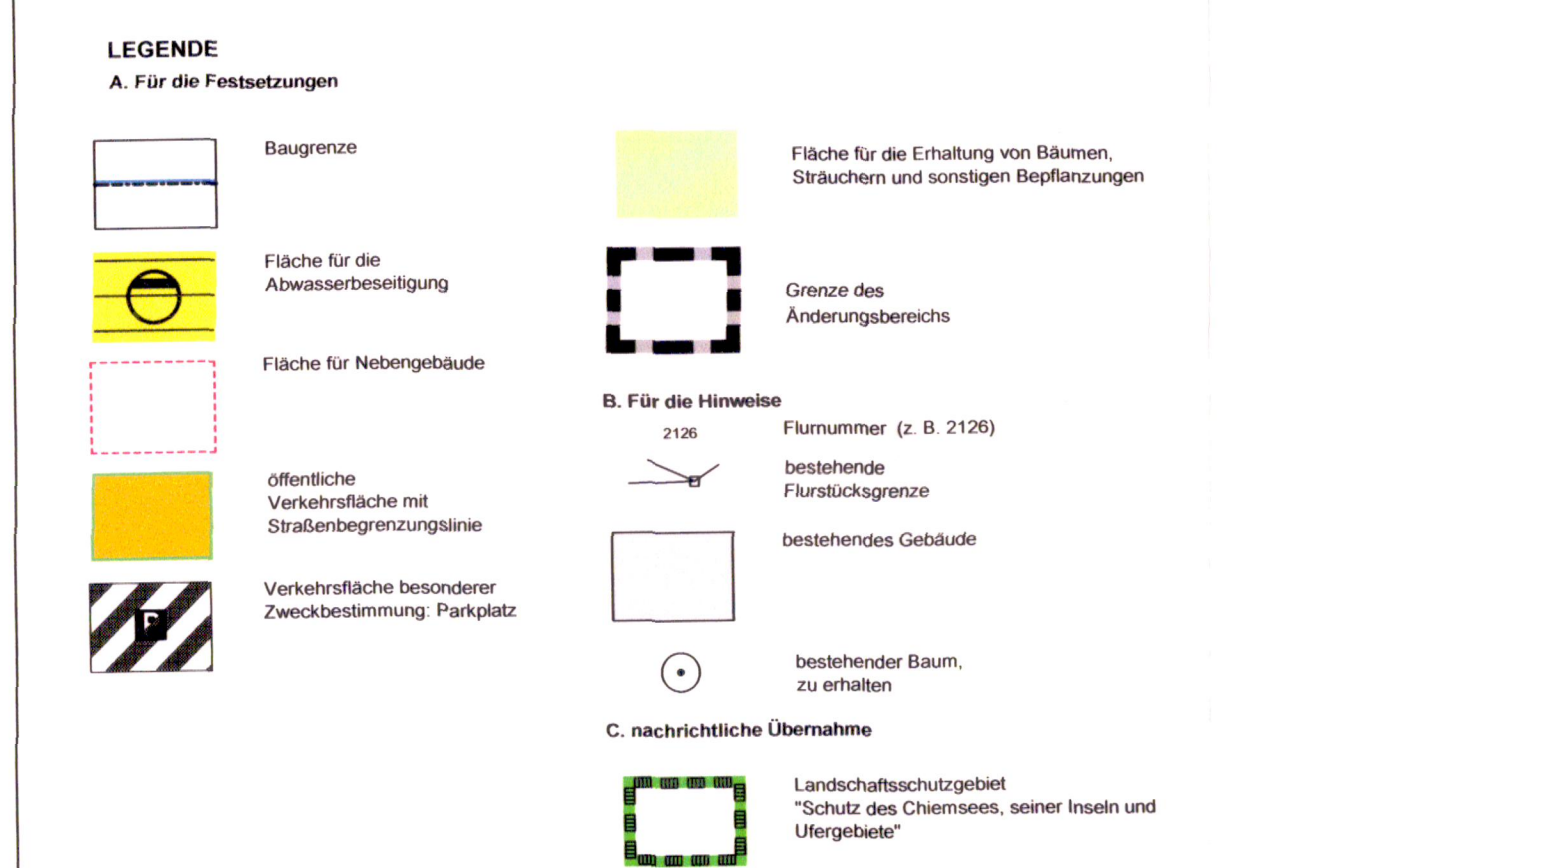 LEGENDE
A. Für die Festsetzungen
Baugrenze
Fläche für die
Abwasserbeseitigung
Fläche für Nebengebäude
öffentliche
Verkehrsfläche mit
Straßenbegrenzungslinie
P
Verkehrsfläche besonderer
Zweckbestimmung: Parkplatz
Fläche für die Erhaltung von Bäumen,
Sträuchern und sonstigen Bepflanzungen
Grenze des
Änderungsbereichs
B. Für die Hinweise
2126 Flurnummer (z. B. 2126)
bestehende
Flurstücksgrenze
bestehendes Gebäude
bestehender Baum,
zu erhalten
C. nachrichtliche Übernahme
Landschaftsschutzgebiet
"Schutz des Chiemsees, seiner Inseln und
Ufergebiete"